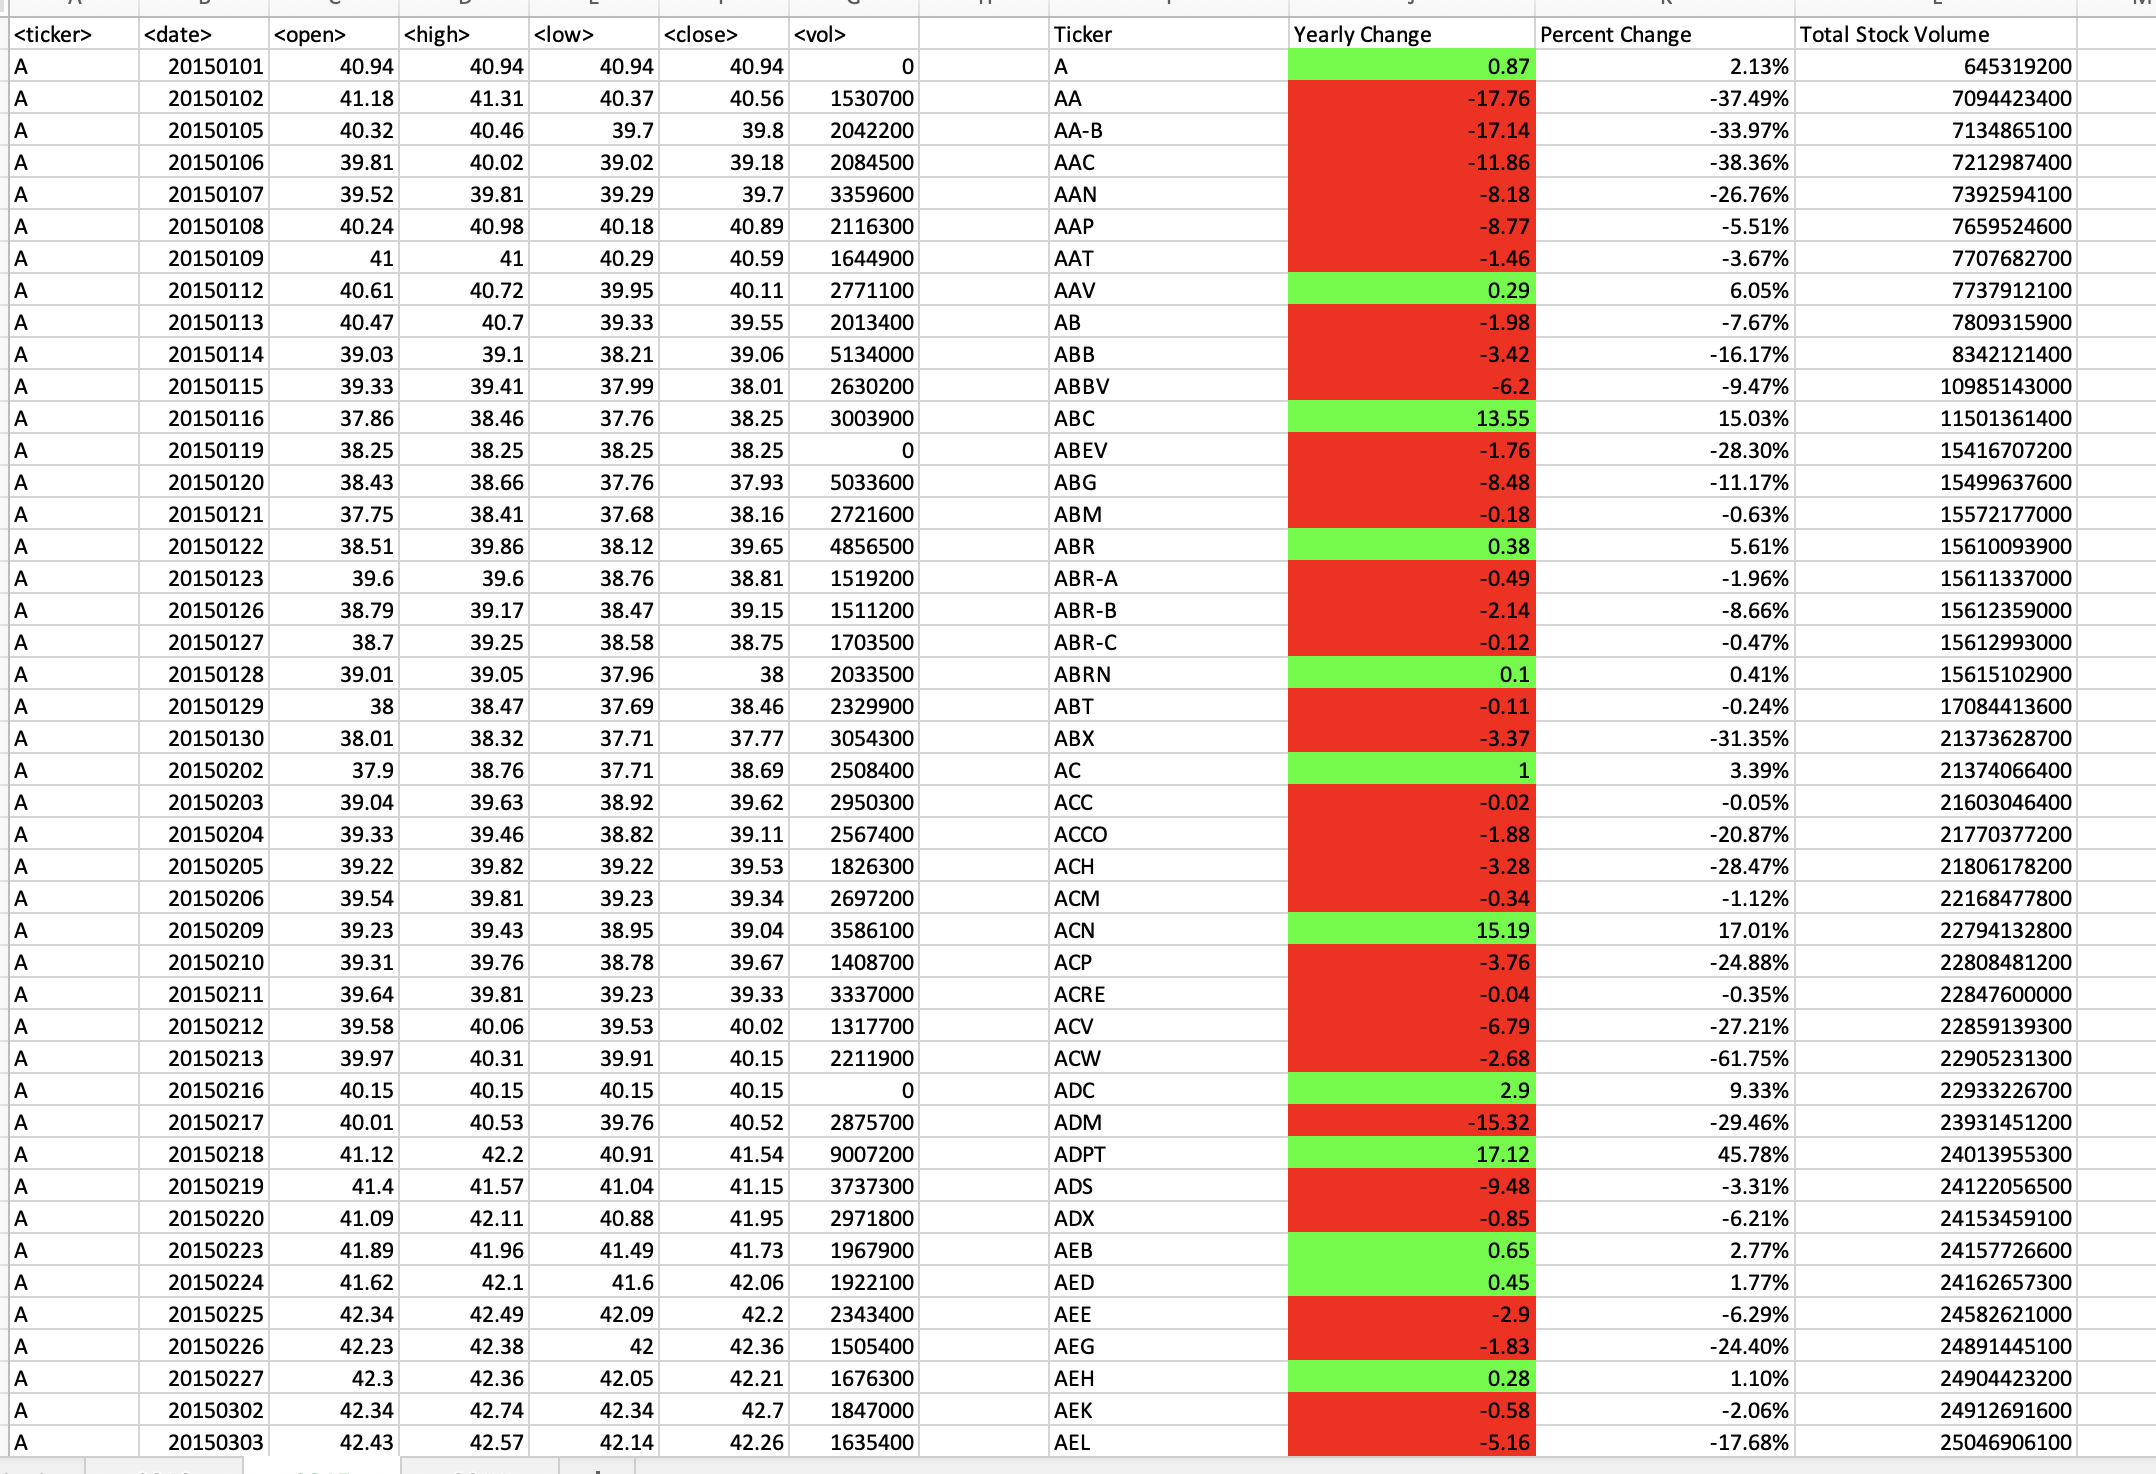 <ticker> <date> <open> <high> <low> <close> <vol> Ticker Yearly Change Percent Change Total Stock Volume
A 20150101 40.94 40.94 40.94 40.94 0 A 0.87 2.13% 645319200
A 20150102 41.18 41.31 40.37 40.56 1530700 AA -17.76 -37.49% 7094423400
A 20150105 40.32 40.46 39.7 39.8 2042200 AA-B -17.14 -33.97% 7134865100
A 20150106 39.81 40.02 39.02 39.18 2084500 AAC -11.86 -38.36% 7212987400
A 20150107 39.52 39.81 39.29 39.7 3359600 AAN -8.18 -26.76% 7392594100
A 20150108 40.24 40.98 40.18 40.89 2116300 AAP -8.77 -5.51% 7659524600
A 20150109 41 41 40.29 40.59 1644900 AAT -1.46 -3.67% 7707682700
A 20150112 40.61 40.72 39.95 40.11 2771100 AAV 0.29 6.05% 7737912100
A 20150113 40.47 40.7 39.33 39.55 2013400 AB -1.98 -7.67% 7809315900
A 20150114 39.03 39.1 38.21 39.06 5134000 ABB -3.42 -16.17% 8342121400
A 20150115 39.33 39.41 37.99 38.01 2630200 ABBV -6.2 -9.47% 10985143000
A 20150116 37.86 38.46 37.76 38.25 3003900 ABC 13.55 15.03% 11501361400
A 20150119 38.25 38.25 38.25 38.25 0 ABEV -1.76 -28.30% 15416707200
A 20150120 38.43 38.66 37.76 37.93 5033600 ABG -8.48 -11.17% 15499637600
A 20150121 37.75 38.41 37.68 38.16 2721600 ABM -0.18 -0.63% 15572177000
A 20150122 38.51 39.86 38.12 39.65 4856500 ABR 0.38 5.61% 15610093900
A 20150123 39.6 39.6 38.76 38.81 1519200 ABR-A -0.49 -1.96% 15611337000
A 20150126 38.79 39.17 38.47 39.15 1511200 ABR-B -2.14 -8.66% 15612359000
A 20150127 38.7 39.25 38.58 38.75 1703500 ABR-C -0.12 -0.47% 15612993000
A 20150128 39.01 39.05 37.96 38 2033500 ABRN 0.1 0.41% 15615102900
A 20150129 38 38.47 37.69 38.46 2329900 ABT -0.11 -0.24% 17084413600
A 20150130 38.01 38.32 37.71 37.77 3054300 ABX -3.37 -31.35% 21373628700
A 20150202 37.9 38.76 37.71 38.69 2508400 AC 1 3.39% 21374066400
A 20150203 39.04 39.63 38.92 39.62 2950300 ACC -0.02 -0.05% 21603046400
A 20150204 39.33 39.46 38.82 39.11 2567400 ACCO -1.88 -20.87% 21770377200
A 20150205 39.22 39.82 39.22 39.53 1826300 ACH -3.28 -28.47% 21806178200
A 20150206 39.54 39.81 39.23 39.34 2697200 ACM -0.34 -1.12% 22168477800
A 20150209 39.23 39.43 38.95 39.04 3586100 ACN 15.19 17.01% 22794132800
A 20150210 39.31 39.76 38.78 39.67 1408700 ACP -3.76 -24.88% 22808481200
A 20150211 39.64 39.81 39.23 39.33 3337000 ACRE -0.04 -0.35% 22847600000
A 20150212 39.58 40.06 39.53 40.02 1317700 ACV -6.79 -27.21% 22859139300
A 20150213 39.97 40.31 39.91 40.15 2211900 ACW -2.68 -61.75% 22905231300
A 20150216 40.15 40.15 40.15 40.15 0 ADC 2.9 9.33% 22933226700
A 20150217 40.01 40.53 39.76 40.52 2875700 ADM -15.32 -29.46% 23931451200
A 20150218 41.12 42.2 40.91 41.54 9007200 ADPT 17.12 45.78% 24013955300
A 20150219 41.4 41.57 41.04 41.15 3737300 ADS -9.48 -3.31% 24122056500
A 20150220 41.09 42.11 40.88 41.95 2971800 ADX -0.85 -6.21% 24153459100
A 20150223 41.89 41.96 41.49 41.73 1967900 AEB 0.65 2.77% 24157726600
A 20150224 41.62 42.1 41.6 42.06 1922100 AED 0.45 1.77% 24162657300
A 20150225 42.34 42.49 42.09 42.2 2343400 AEE -2.9 -6.29% 24582621000
A 20150226 42.23 42.38 42 42.36 1505400 AEG -1.83 -24.40% 24891445100
A 20150227 42.3 42.36 42.05 42.21 1676300 AEH 0.28 1.10% 24904423200
A 20150302 42.34 42.74 42.34 42.7 1847000 AEK -0.58 -2.06% 24912691600
A 20150303 42.43 42.57 42.14 42.26 1635400 AEL -5.16 -17.68% 25046906100